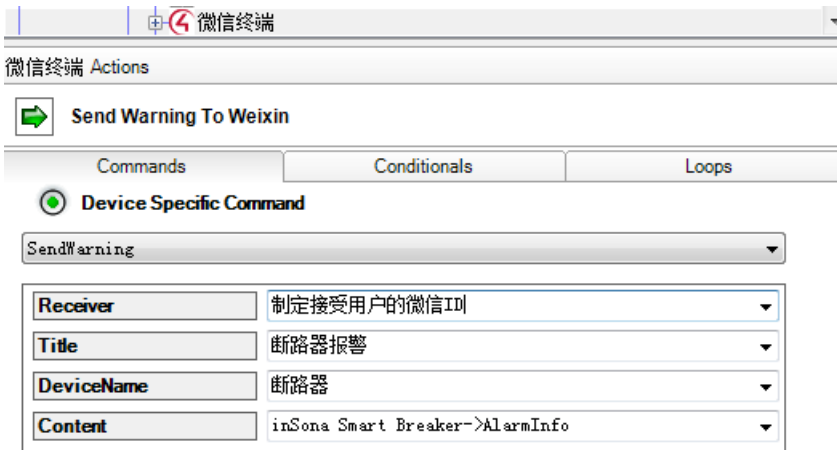 微信终端
微信终端 Actions
Send Warning To Weixin
Commands Conditionals Loops
Device Specific Command
SendWarning
Receiver 制定接受用户的微信ID
Title 断路器报警
DeviceName 断路器
Content inSona Smart Breaker->AlarmInfo